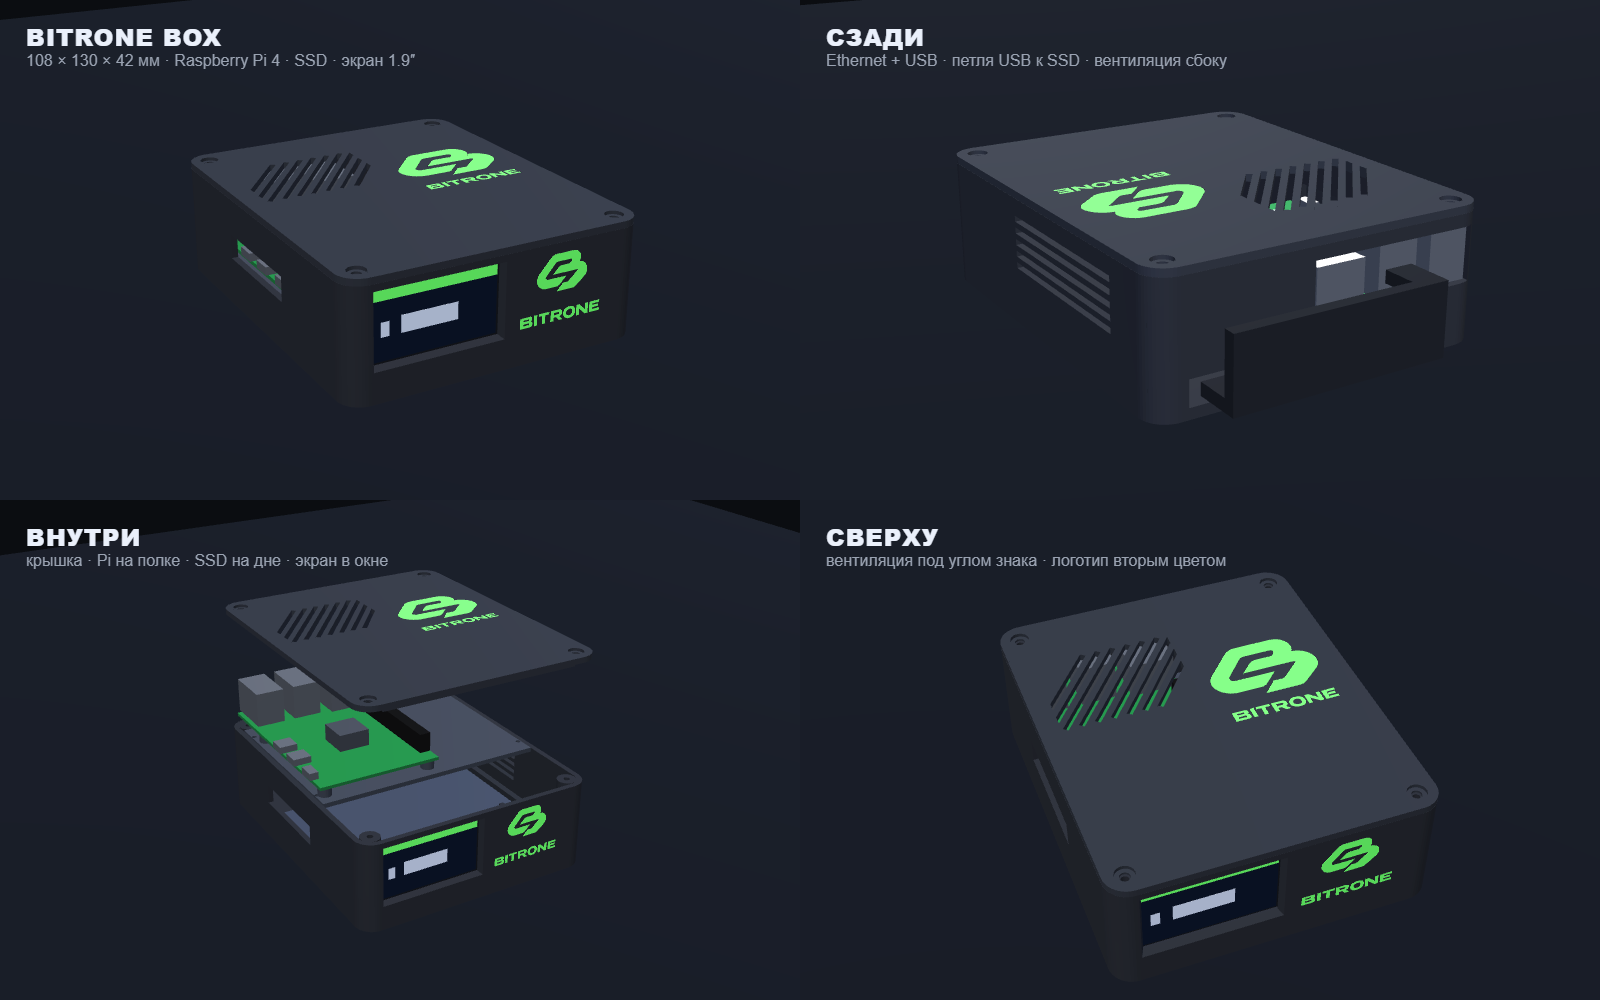 BITRONE BOX
108 × 130 × 42 мм · Raspberry Pi 4 · SSD · экран 1.9″
BITRONE
BITRONE
СЗАДИ
Ethernet + USB · петля USB к SSD · вентиляция сбоку
BITRONE
ВНУТРИ
крышка · Pi на полке · SSD на дне · экран в окне
BITRONE
BITRONE
СВЕРХУ
вентиляция под углом знака · логотип вторым цветом
BITRONE
BITRONE